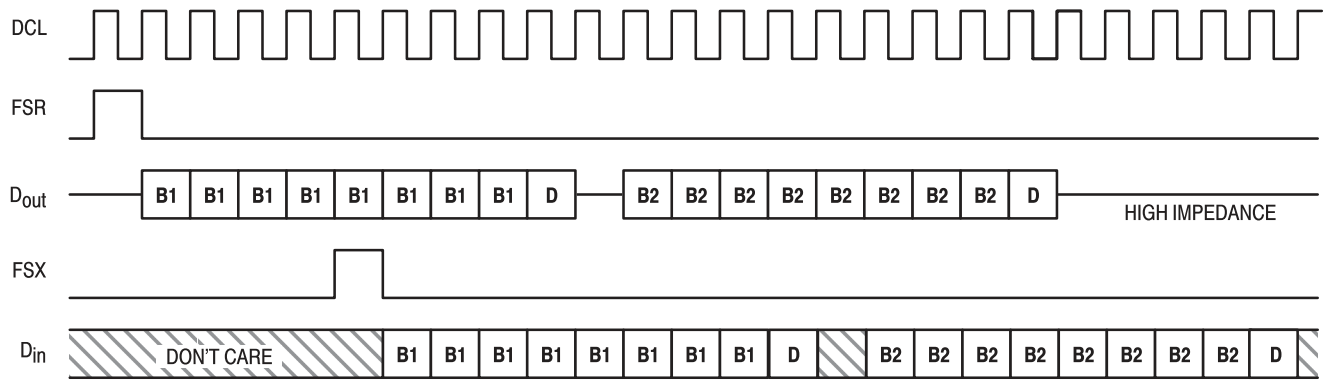 DCL
FSR
Dout B1 B1 B1 B1 B1 B1 B1 B1 D B2 B2 B2 B2 B2 B2 B2 B2 D
HIGH IMPEDANCE
FSX
Din DON'T CARE B1 B1 B1 B1 B1 B1 B1 B1 D B2 B2 B2 B2 B2 B2 B2 B2 D